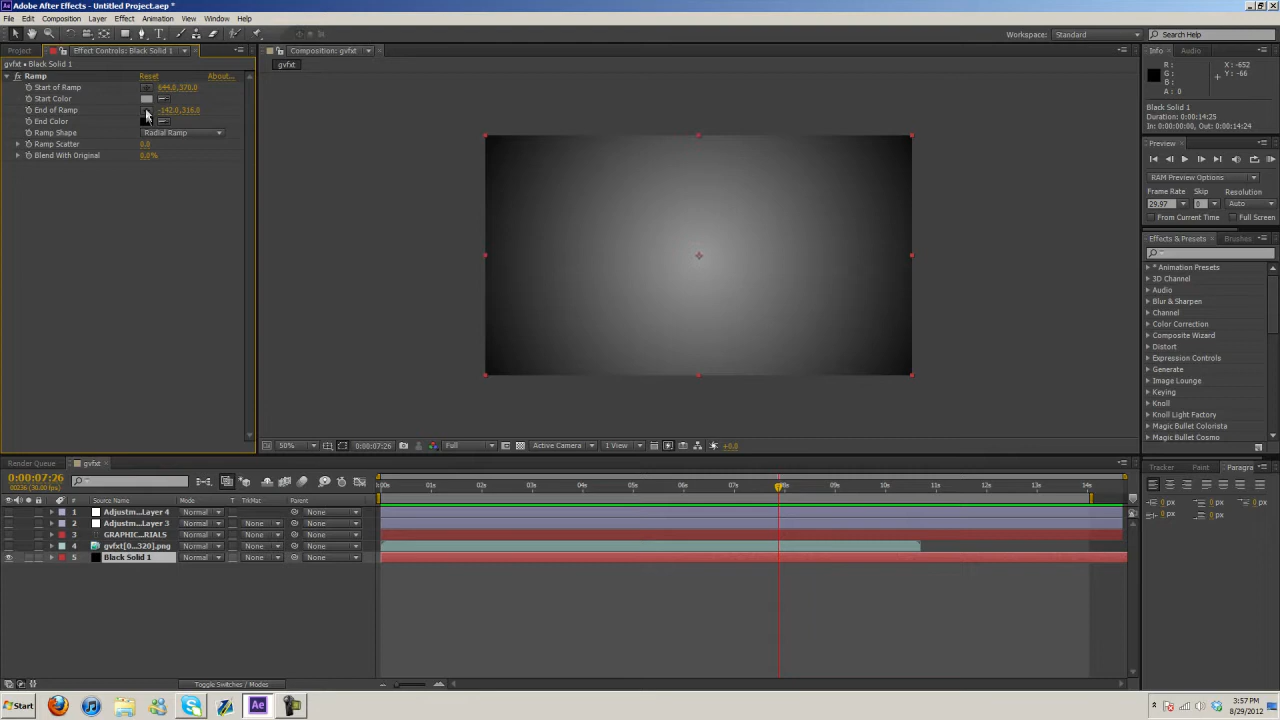 Adobe After Effects - Untitled Project.aep *
File Edit Composition Layer Effect Animation View Window Help
Workspace: Standard Search Help
Project Effect Controls: Black Solid 1
gvfxt • Black Solid 1
fx Ramp Reset About...
Start of Ramp 644.0,370.0
Start Color
End of Ramp -142.0,316.0
End Color
Ramp Shape Radial Ramp
Ramp Scatter 0.0
Blend With Original 0.0%
Composition: gvfxt
gvfxt
50% 0:00:07:26 Full Active Camera 1 View +0.0
Info Audio
R : X : -652
G : Y : -66
B :
A : 0
Black Solid 1
Duration: 0:00:14:25
In: 0:00:00:00, Out: 0:00:14:24
Preview
RAM Preview Options
Frame Rate Skip Resolution
29.97 0 Auto
From Current Time Full Screen
Effects & Presets Brushes
* Animation Presets
3D Channel
Audio
Blur & Sharpen
Channel
Color Correction
Composite Wizard
Distort
Expression Controls
Generate
Image Lounge
Keying
Knoll
Knoll Light Factory
Magic Bullet Colorista
Magic Bullet Cosmo
Tracker Paint Paragra
0 px 0 px 0 px
0 px 0 px
Render Queue gvfxt
0:00:07:26
00236 (30.00 fps)
# Source Name Mode T TrkMat Parent
1 Adjustm...Layer 4 Normal None
2 Adjustm...Layer 3 Normal None None
3 GRAPHIC...RIALS Normal None None
4 gvfxt[0...320].png Normal None None
5 Black Solid 1 Normal None None
:00s 01s 02s 03s 04s 05s 06s 07s 08s 09s 10s 11s 12s 13s 14s
Toggle Switches / Modes
Start Ae 3:57 PM
8/29/2012